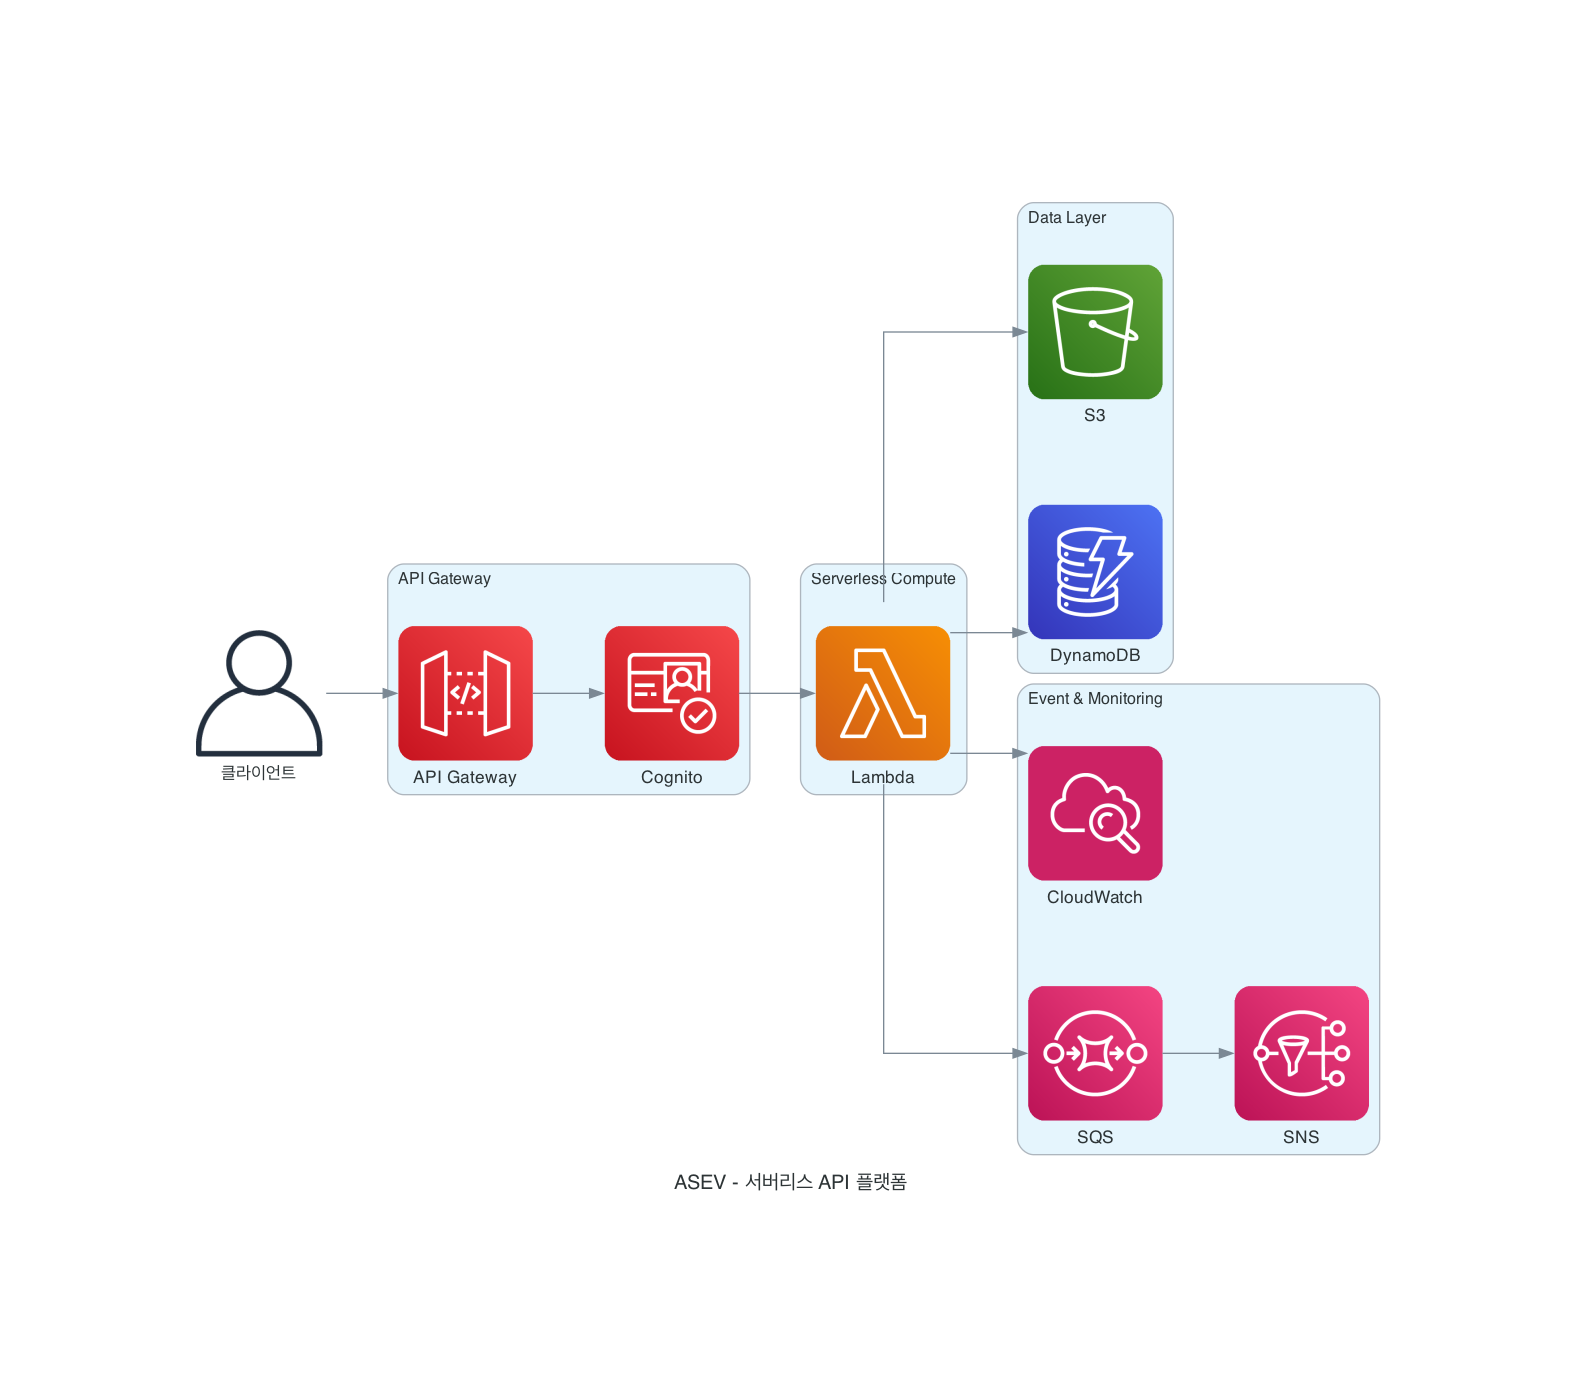 Data Layer
S3
DynamoDB
API Gateway
Serverless Compute
클라이언트
API Gateway
Cognito
Lambda
Event & Monitoring
CloudWatch
SQS
SNS
ASEV - 서버리스 API 플랫폼